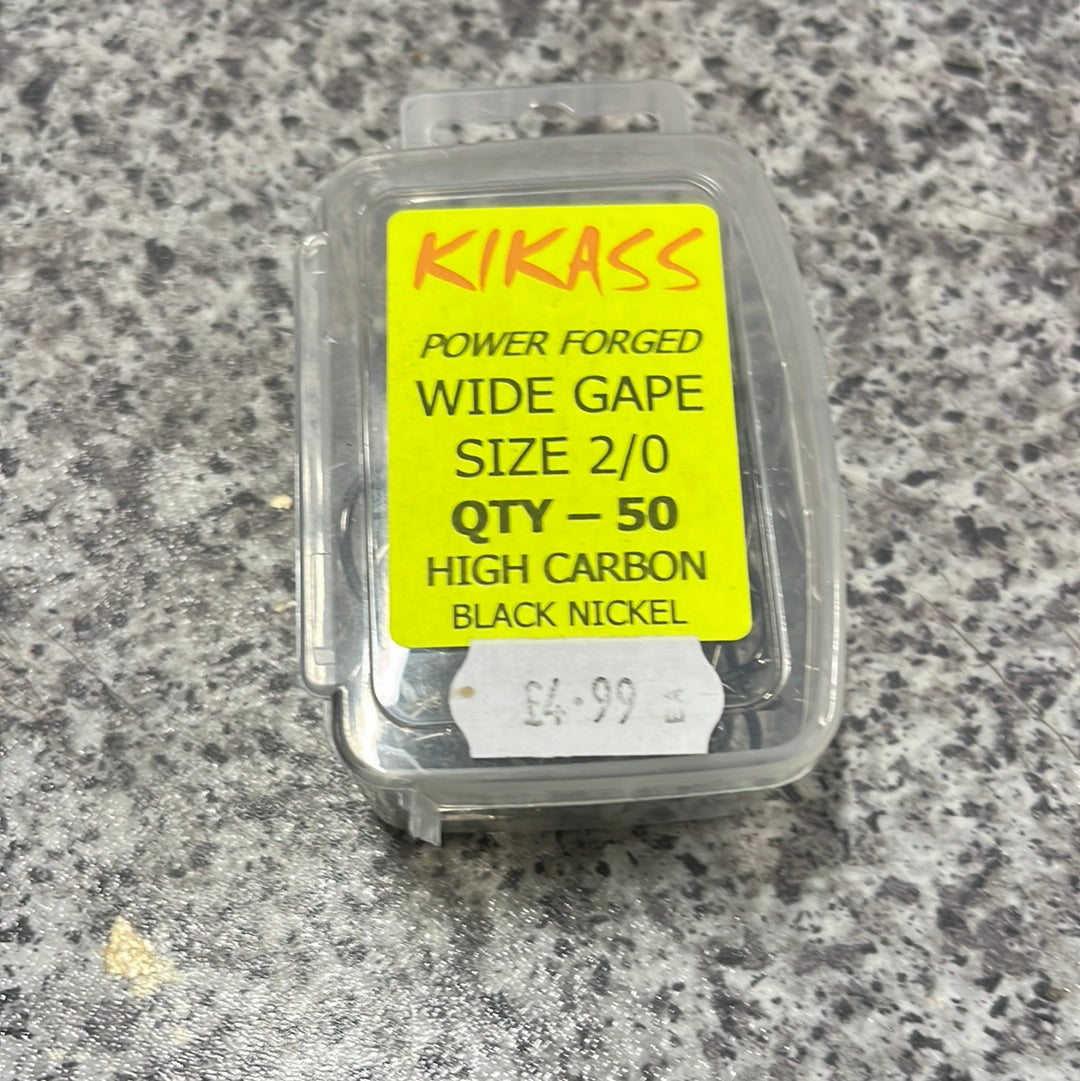 KIKASS
POWER FORGED
WIDE GAPE
SIZE 2/0
QTY – 50
HIGH CARBON
BLACK NICKEL
£4.99